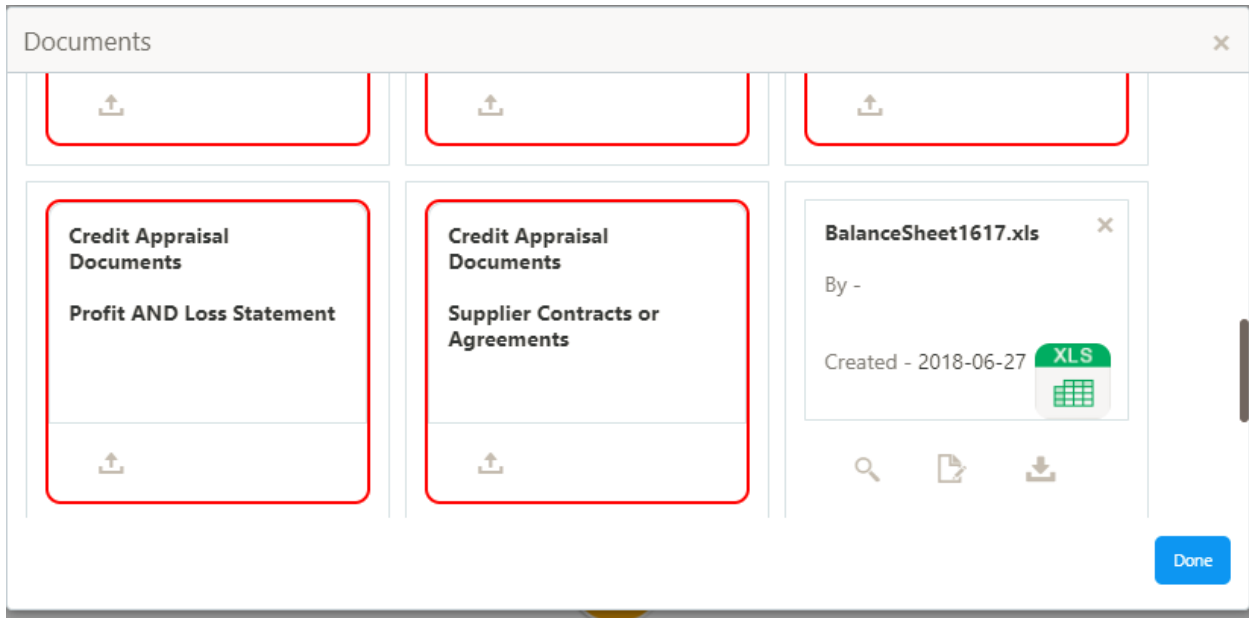 Documents
Credit Appraisal
Documents
Profit AND Loss Statement
Credit Appraisal
Documents
Supplier Contracts or
Agreements
BalanceSheet1617.xls
By -
Created - 2018-06-27
XLS
Done